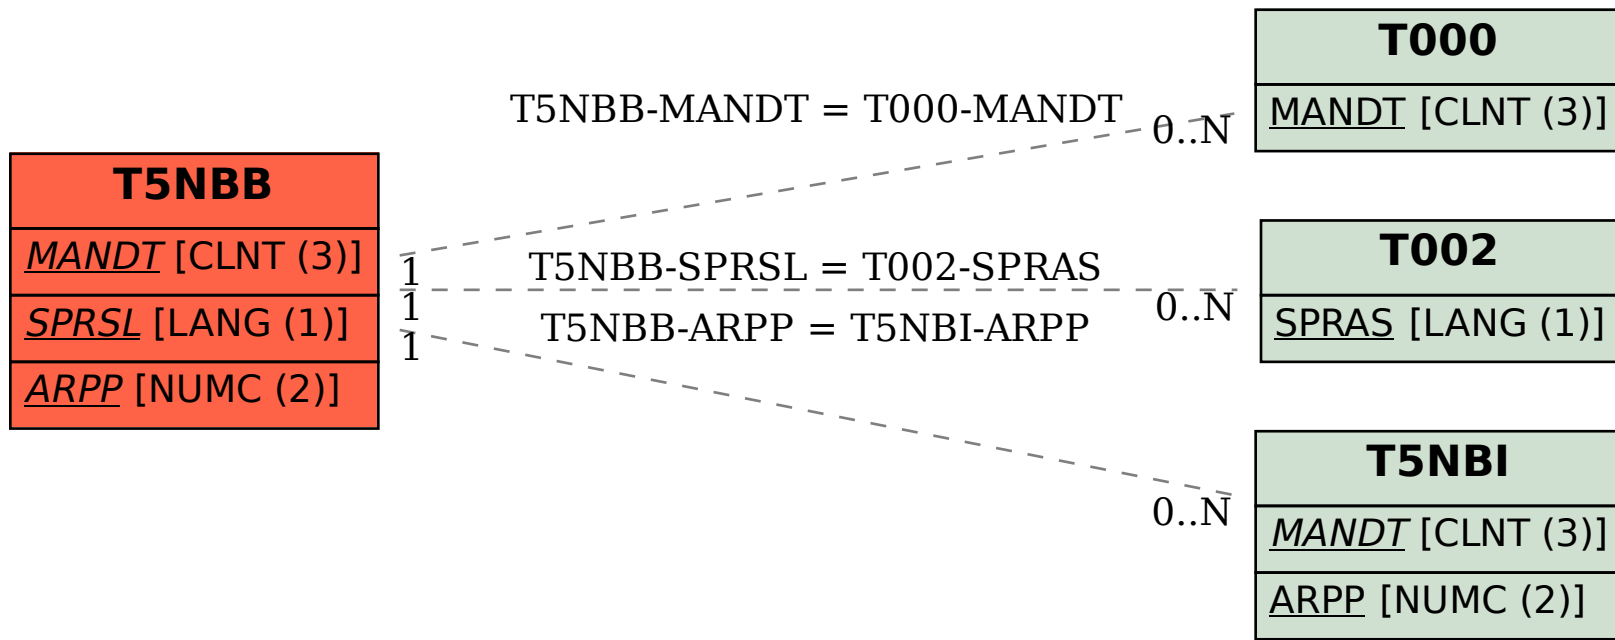 T5NBB
MANDT [CLNT (3)]
SPRSL [LANG (1)]
ARPP [NUMC (2)]
T5NBB-MANDT = T000-MANDT
1
0..N
T5NBB-SPRSL = T002-SPRAS
1
0..N
T5NBB-ARPP = T5NBI-ARPP
1
0..N
T000
MANDT [CLNT (3)]
T002
SPRAS [LANG (1)]
T5NBI
MANDT [CLNT (3)]
ARPP [NUMC (2)]